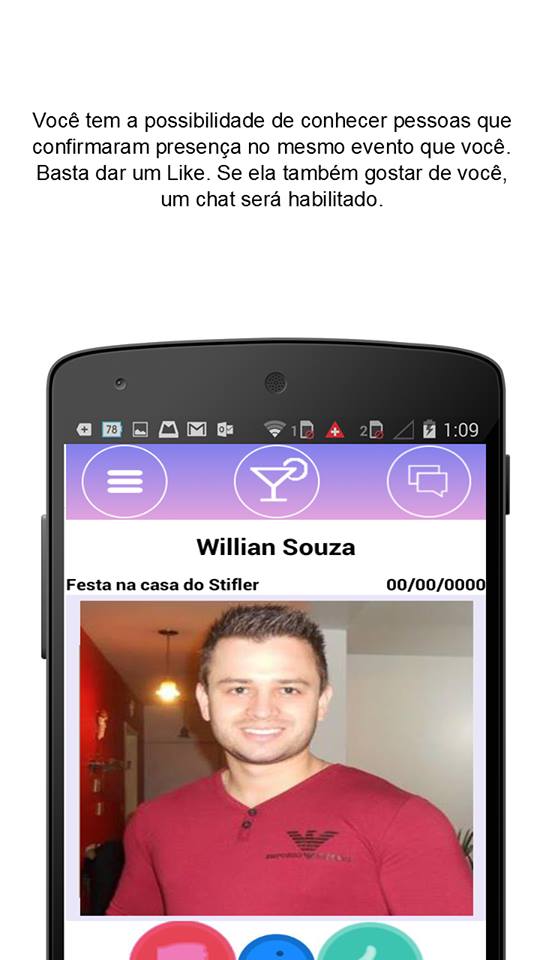 Você tem a possibilidade de conhecer pessoas que
confirmaram presença no mesmo evento que você.
Basta dar um Like. Se ela também gostar de você,
um chat será habilitado.
78 1 2 1:09
Willian Souza
Festa na casa do Stifler 00/00/0000